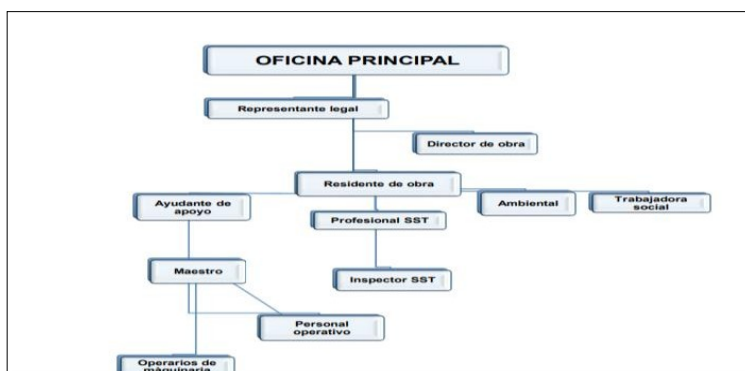 OFICINA PRINCIPAL
Representante legal
Director de obra
Residente de obra
Ayudante de
apoyo
Profesional SST
Ambiental
Trabajadora
social
Maestro
Inspector SST
Personal
operativo
Operarios de
màquinaria